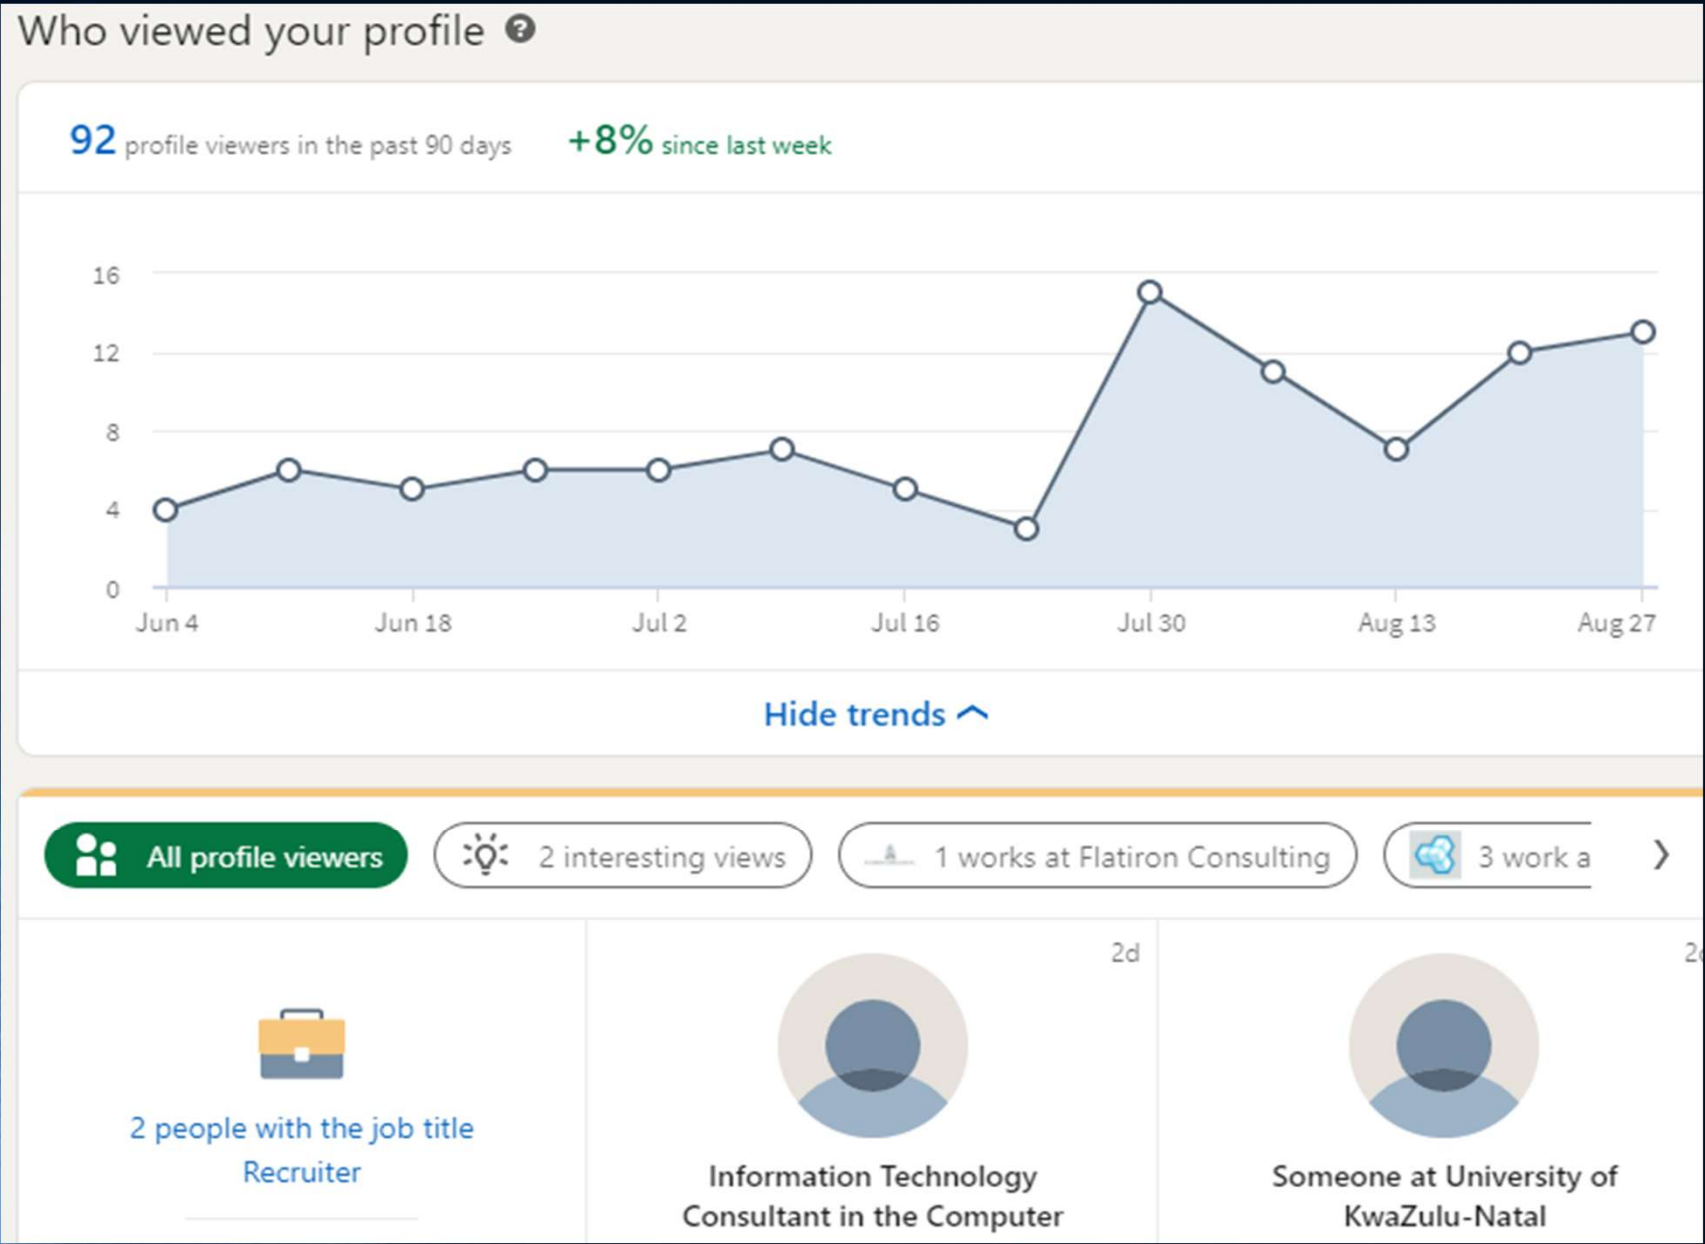 Who viewed your profile ?
92 profile viewers in the past 90 days +8% since last week
16
12
8
4
0
Jun 4 Jun 18 Jul 2 Jul 16 Jul 30 Aug 13 Aug 27
Hide trends
All profile viewers 2 interesting views 1 works at Flatiron Consulting 3 work a
2d
2 people with the job title
Recruiter
Information Technology
Consultant in the Computer
Someone at University of
KwaZulu-Natal